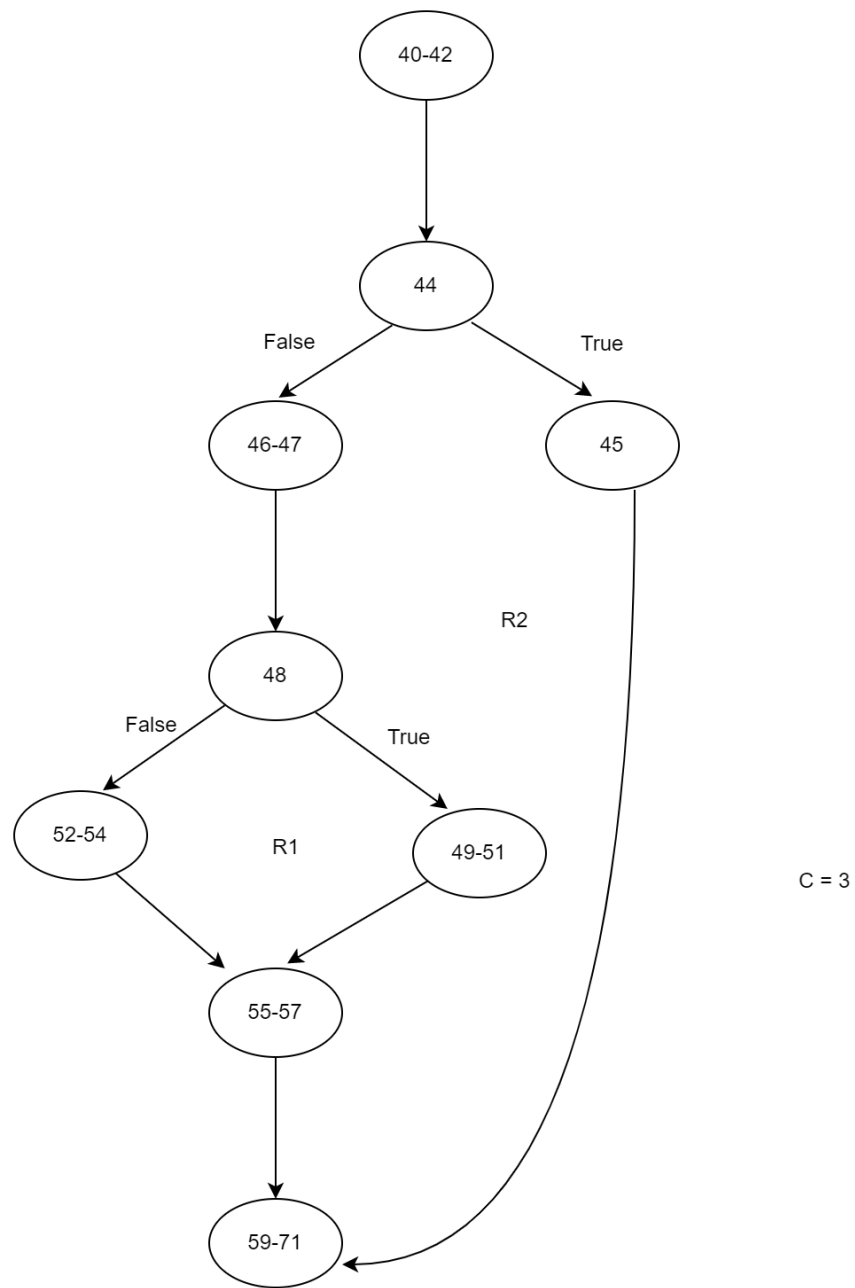 40-42
44
False
True
46-47
45
R2
48
False
True
52-54
R1
49-51
C = 3
55-57
59-71